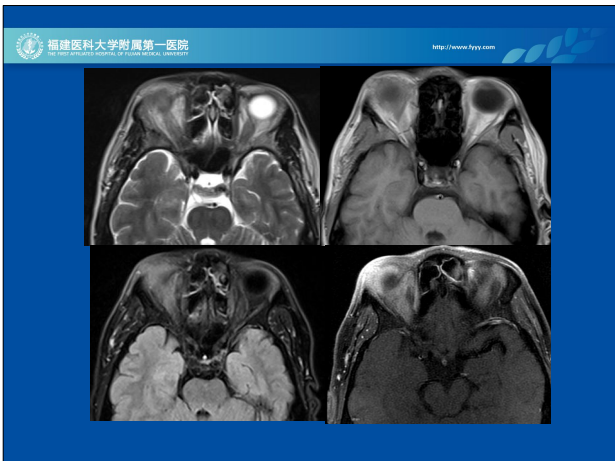 福建医科大学附属第一医院
THE FIRST AFFILIATED HOSPITAL OF FUJIAN MEDICAL UNIVERSITY
http://www.fyyy.com